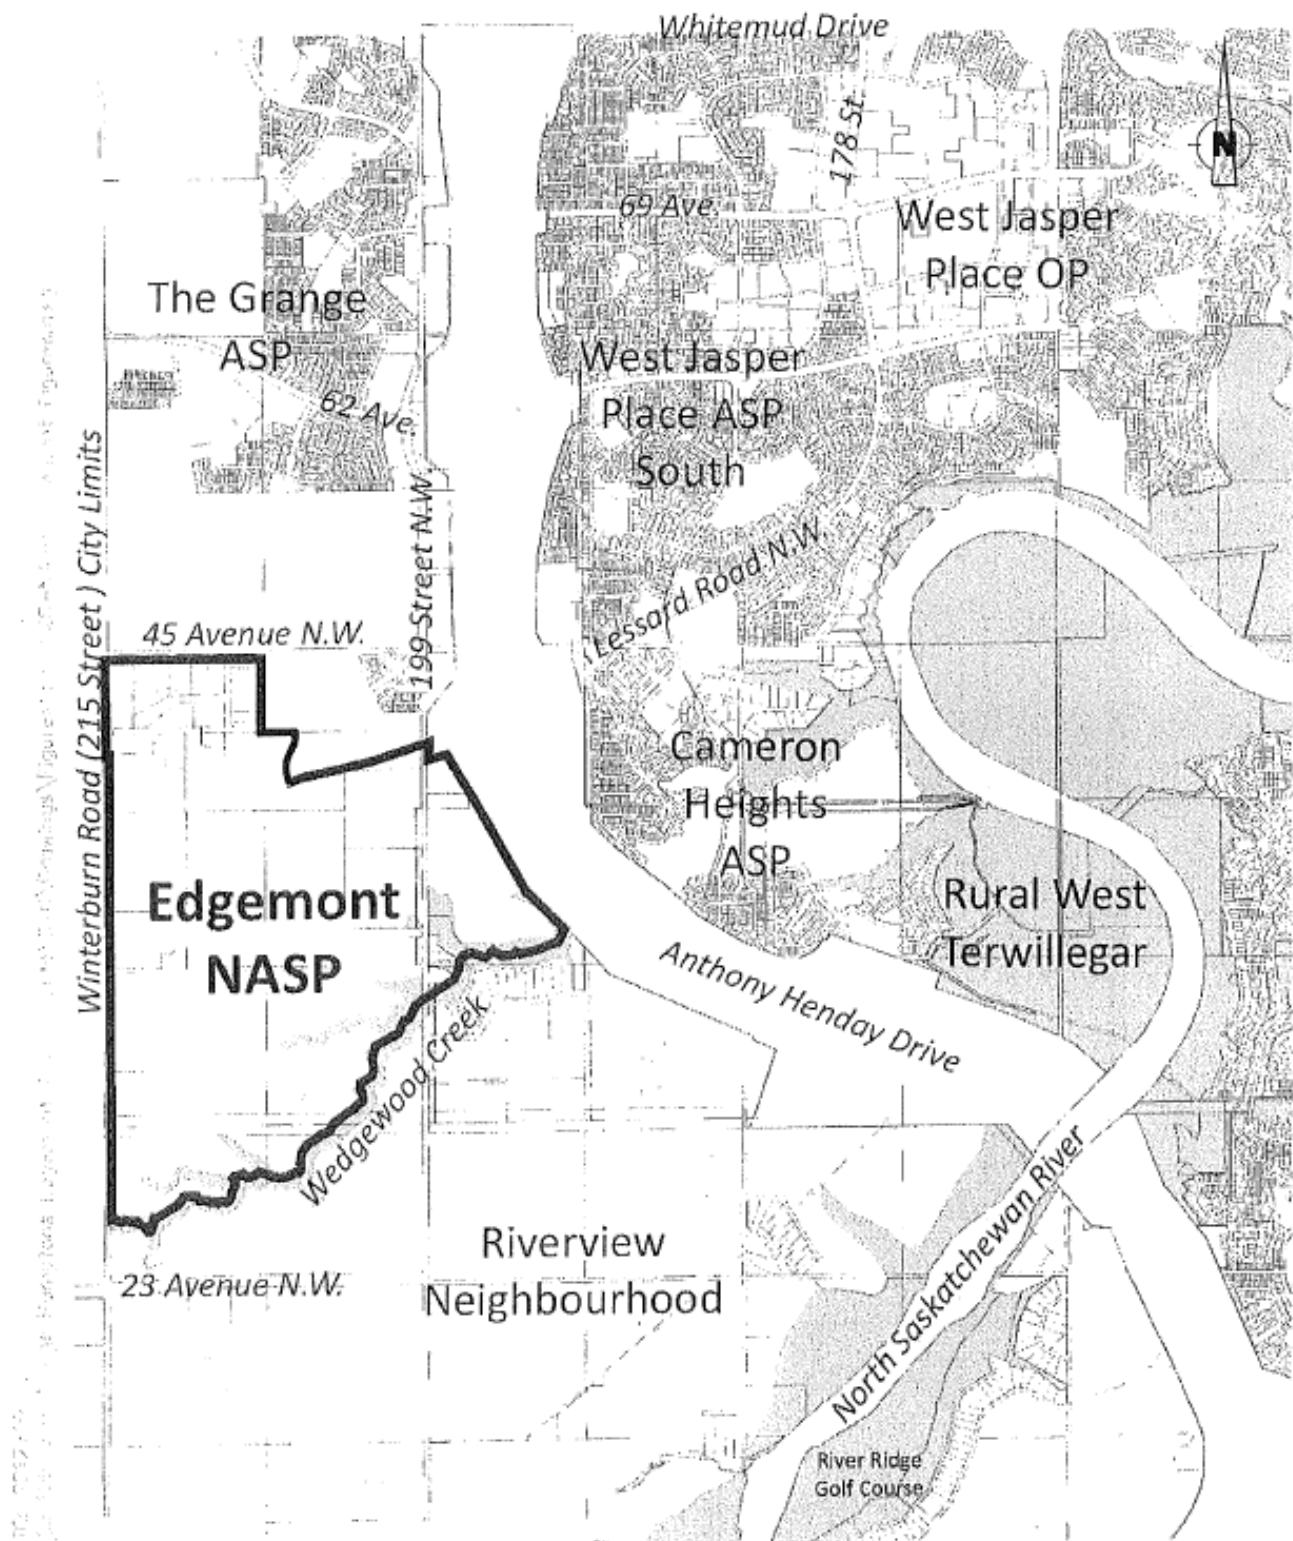 Whitemud Drive
178 St.
N
69 Ave.
West Jasper
Place OP
The Grange
ASP
West Jasper
Place ASP
South
62 Ave.
Winterburn Road (215 Street ) City Limits
199 Street N.W.
Lessard Road N.W.
45 Avenue N.W.
Cameron
Heights
ASP
Edgemont
NASP
Rural West
Terwillegar
Anthony Henday Drive
Wedgewood Creek
North Saskatchewan River
Riverview
Neighbourhood
23 Avenue N.W.
River Ridge
Golf Course